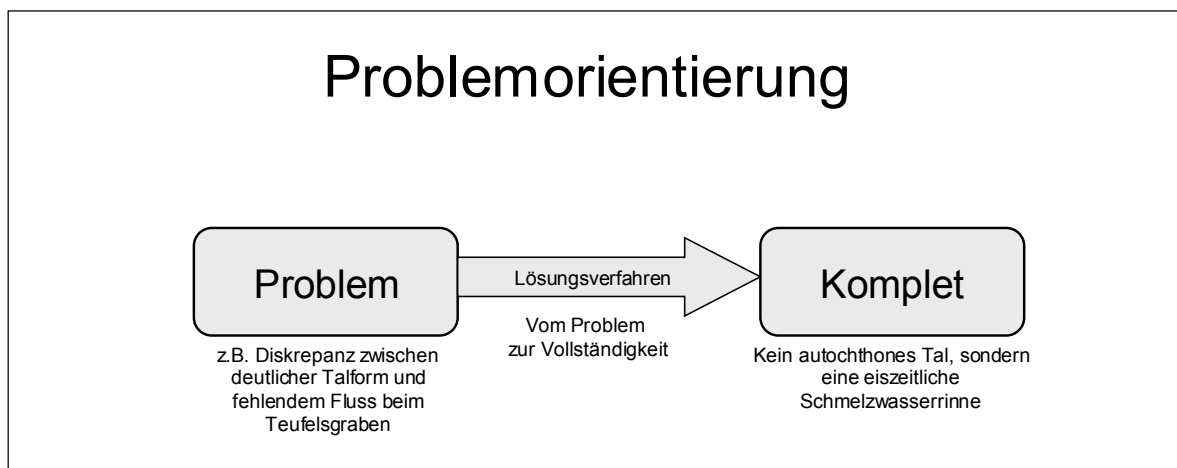 Problemorientierung
Problem
Lösungsverfahren
Komplet
Vom Problem
zur Vollständigkeit
z.B. Diskrepanz zwischen
deutlicher Talform und
fehlendem Fluss beim
Teufelsgraben
Kein autochthones Tal, sondern
eine eiszeitliche
Schmelzwasserrinne